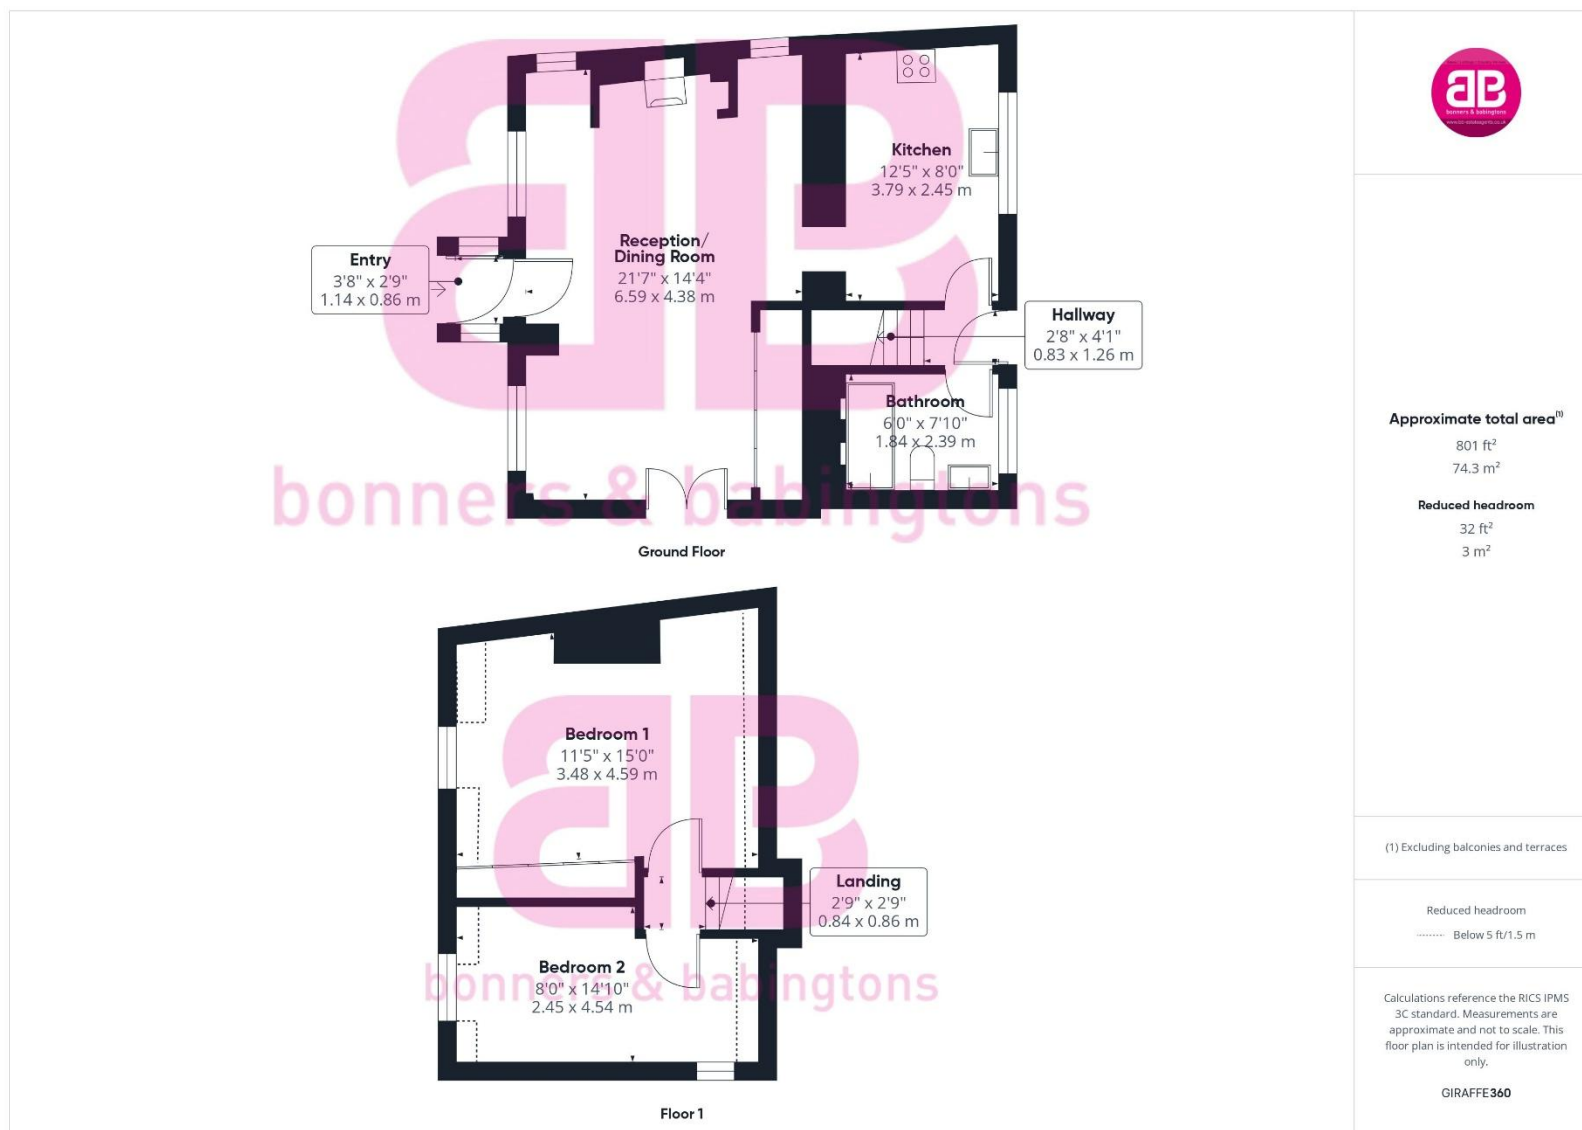 Kitchen
12'5" x 8'0"
3.79 x 2.45 m
Reception/
Dining Room
21'7" x 14'4"
6.59 x 4.38 m
Entry
3'8" x 2'9"
1.14 x 0.86 m
Hallway
2'8" x 4'1"
0.83 x 1.26 m
Bathroom
6'0" x 7'10"
1.84 x 2.39 m
bonners & babingtons
Ground Floor
Bedroom 1
11'5" x 15'0"
3.48 x 4.59 m
Landing
2'9" x 2'9"
0.84 x 0.86 m
Bedroom 2
8'0" x 14'10"
2.45 x 4.54 m
bonners & babingtons
Floor 1
bonners & babingtons
Approximate total area(1)
801 ft²
74.3 m²
Reduced headroom
32 ft²
3 m²
(1) Excluding balconies and terraces
Reduced headroom
Below 5 ft/1.5 m
Calculations reference the RICS IPMS
3C standard. Measurements are
approximate and not to scale. This
floor plan is intended for illustration
only.
GIRAFFE360